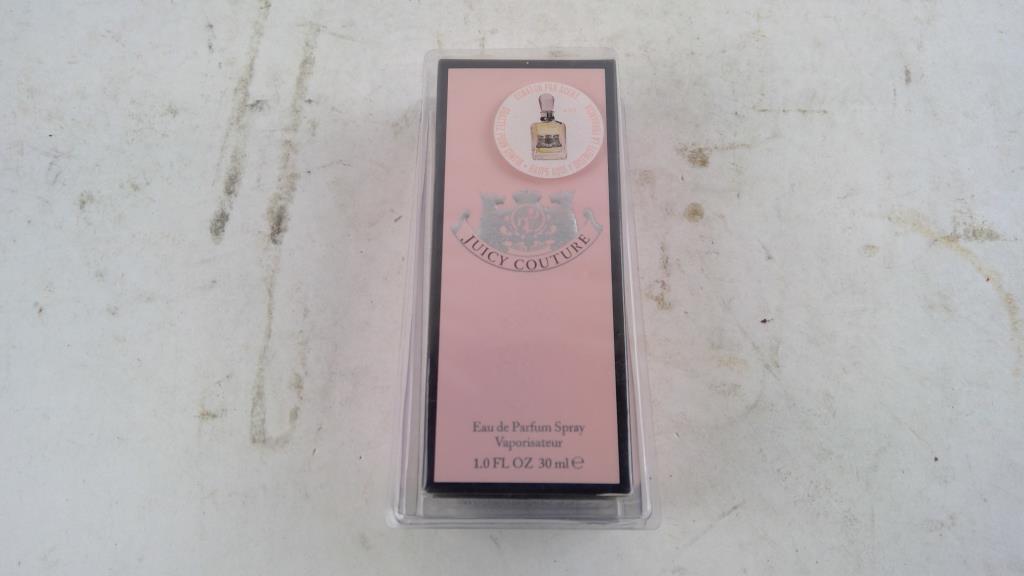 JUICY COUTURE
Eau de Parfum Spray
Vaporisateur
1.0 FL OZ 30 ml e